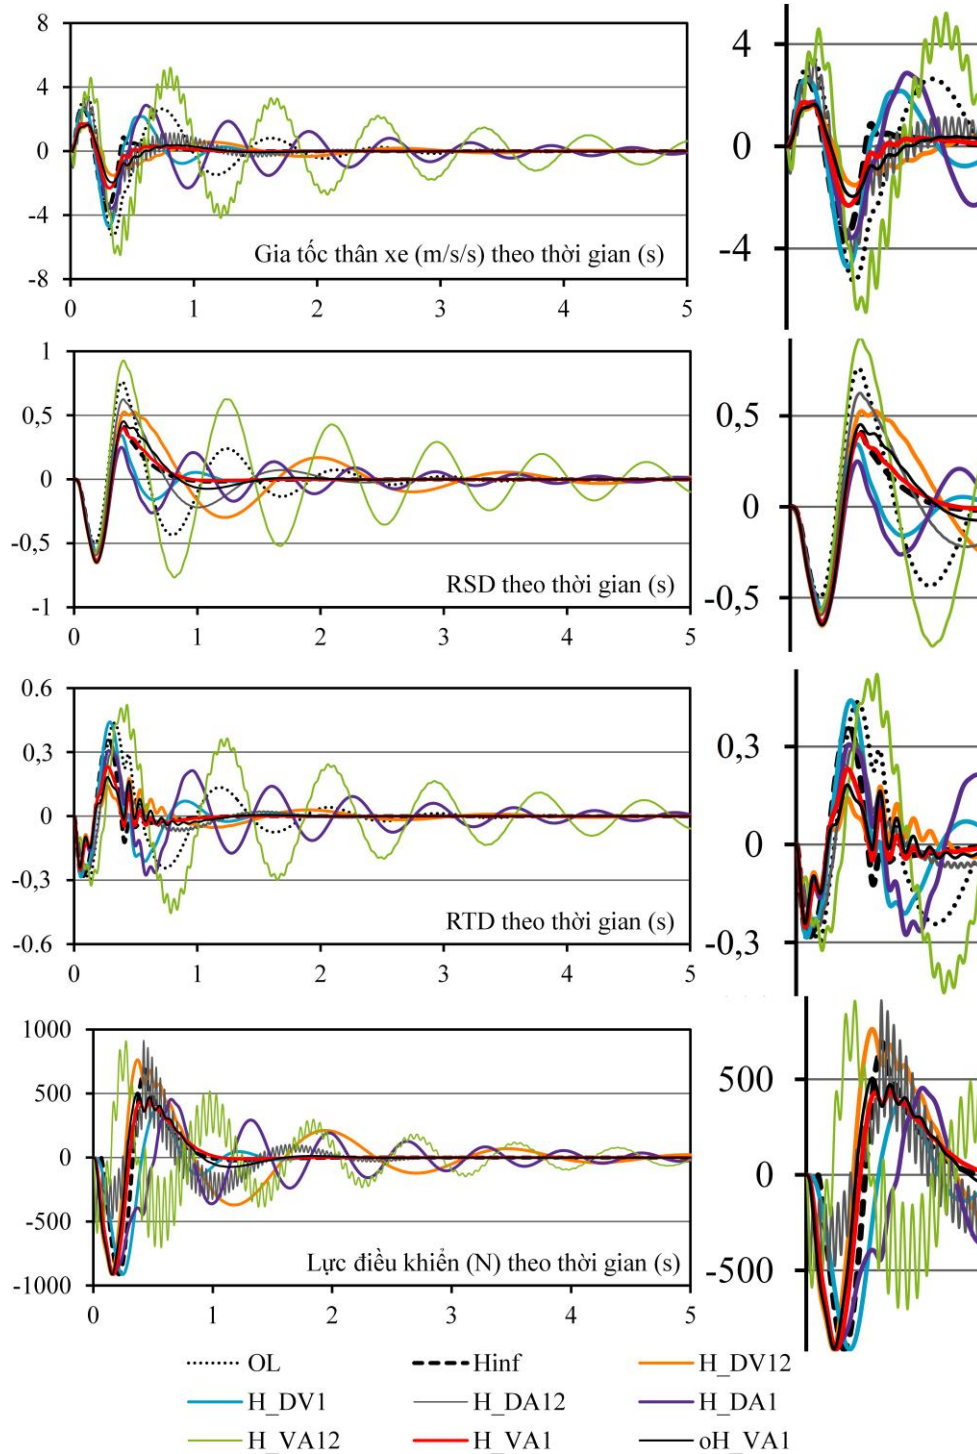 8
4
0
-4
-8
Gia tốc thân xe (m/s/s) theo thời gian (s)
0 1 2 3 4 5
4
0
-4
1
0,5
0
-0,5
-1
RSD theo thời gian (s)
0 1 2 3 4 5
0,5
0
-0,5
0.6
0,3
0
-0,3
-0.6
RTD theo thời gian (s)
0 1 2 3 4 5
0,3
0
-0,3
1000
500
0
-500
-1000
Lực điều khiển (N) theo thời gian (s)
0 1 2 3 4 5
500
0
-500
OL Hinf H_DV12
H_DV1 H_DA12 H_DA1
H_VA12 H_VA1 oH_VA1